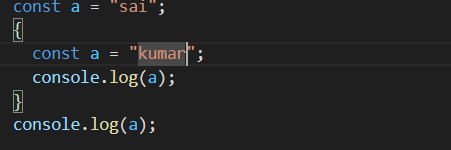 const a = "sai";
{
  const a = "kumar";
  console.log(a);
}
console.log(a);